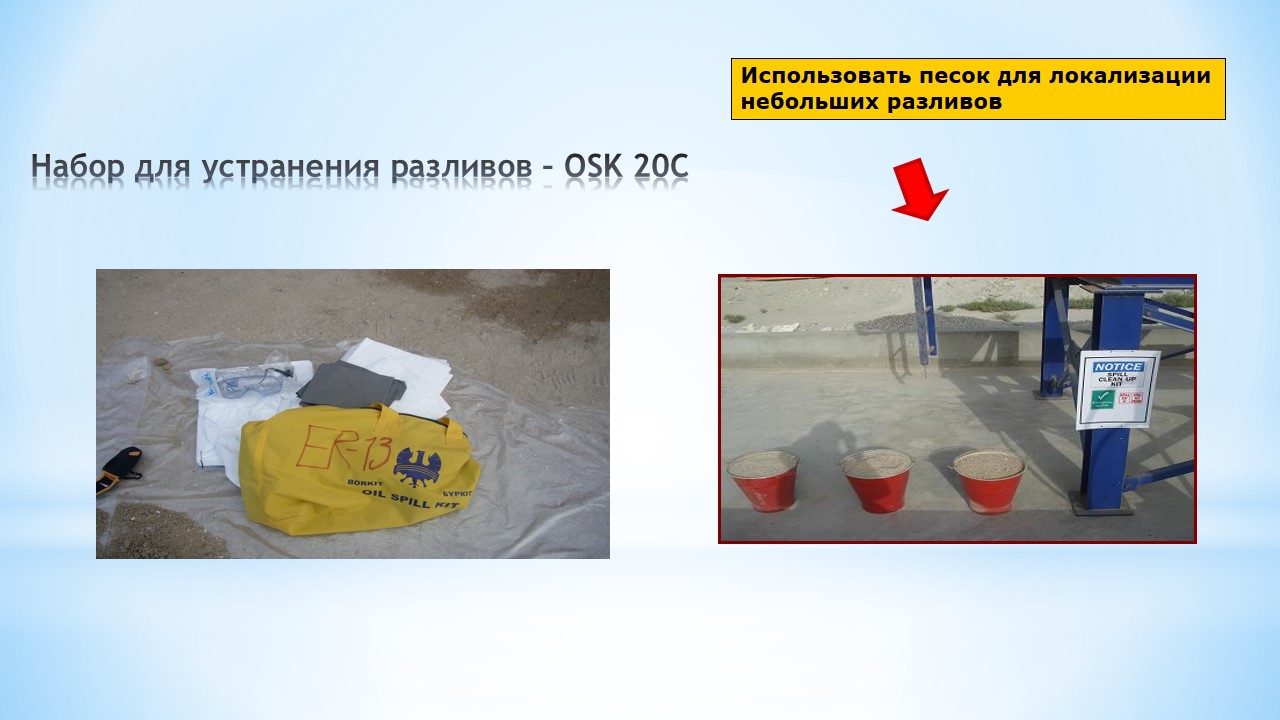 Использовать песок для локализации
небольших разливов
Набор для устранения разливов – OSK 20C
ER-13
BORKIT
БУРКИТ
OIL SPILL KIT
NOTICE
SPILL
CLEAN UP
KIT